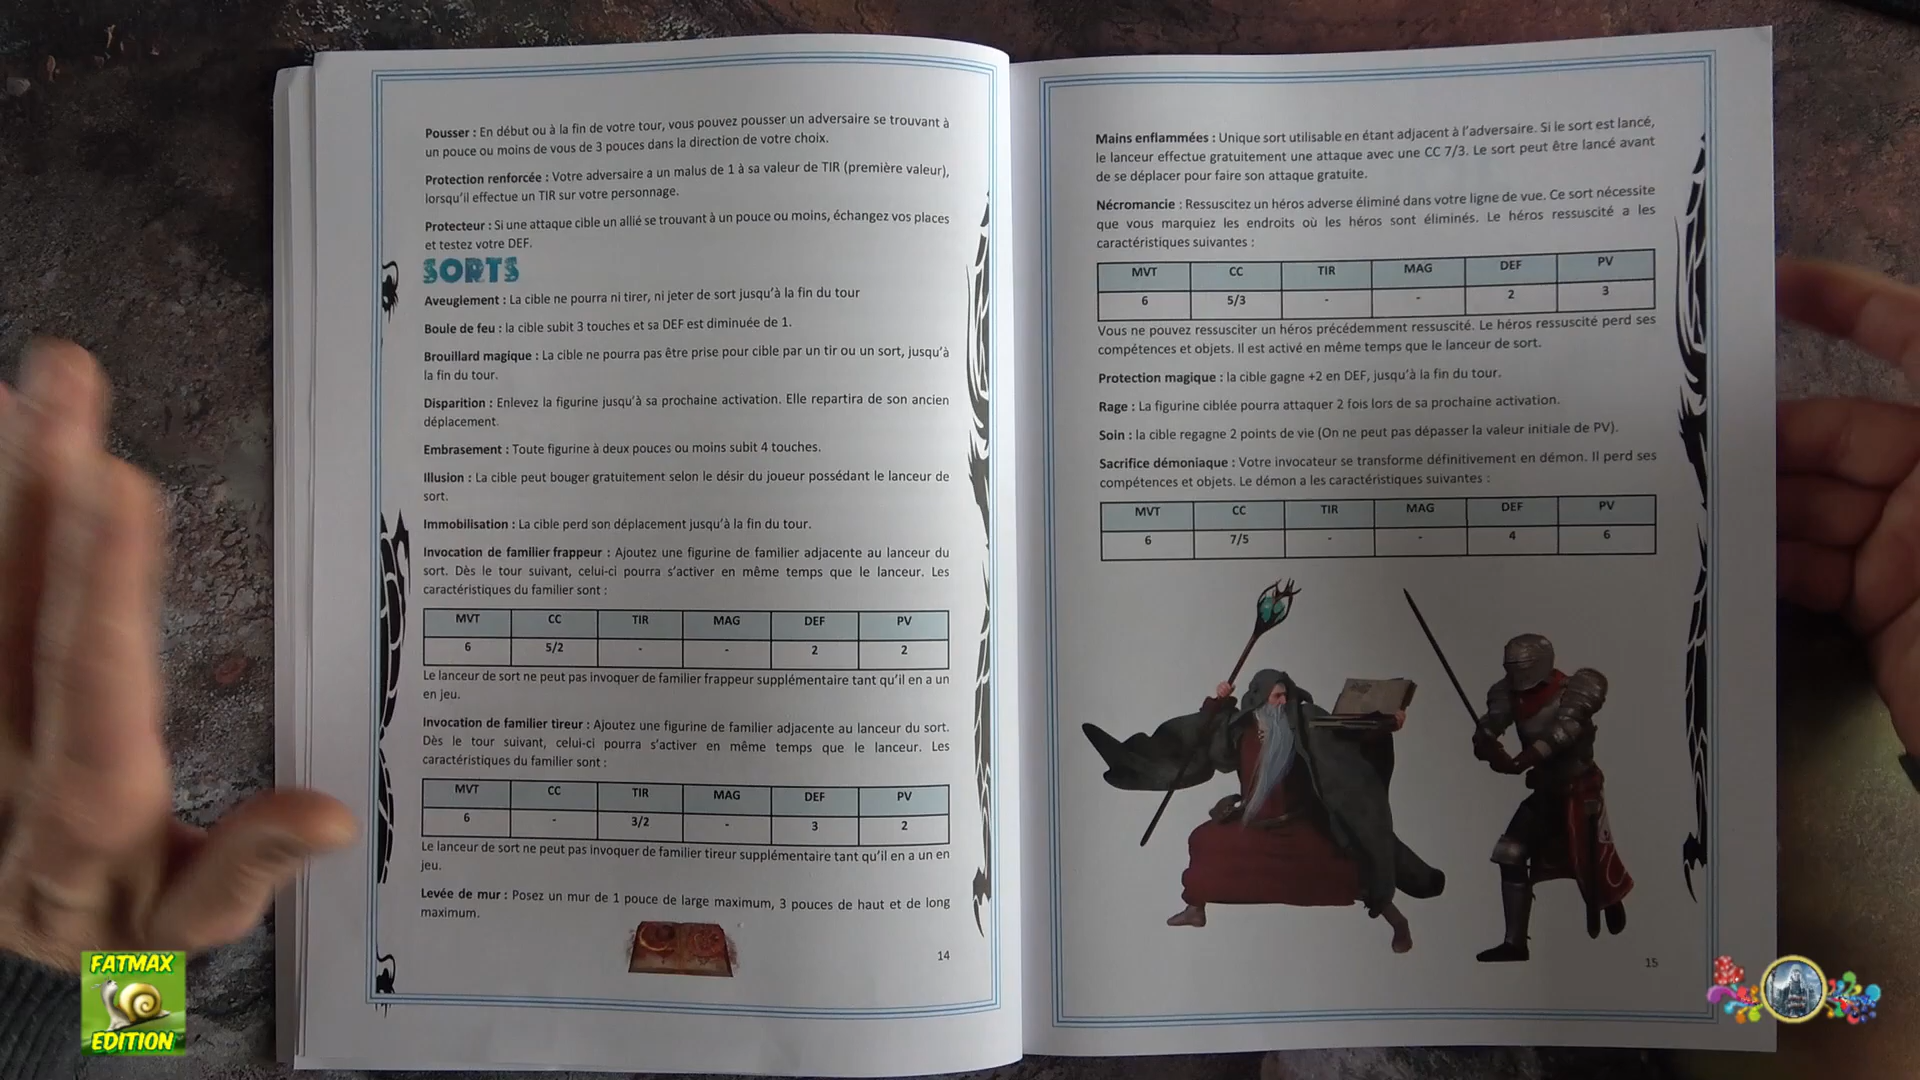 Pousser : En début ou à la fin de votre tour, vous pouvez pousser un adversaire se trouvant à
un pouce ou moins de vous de 3 pouces dans la direction de votre choix.
Protection renforcée : Votre adversaire a un malus de 1 à sa valeur de TIR (première valeur),
lorsqu'il effectue un TIR sur votre personnage.
Protecteur : Si une attaque cible un allié se trouvant à un pouce ou moins, échangez vos places
et testez votre DEF.
SORTS
Aveuglement : La cible ne pourra ni tirer, ni jeter de sort jusqu'à la fin du tour
Boule de feu : la cible subit 3 touches et sa DEF est diminuée de 1.
Brouillard magique : La cible ne pourra pas être prise pour cible par un tir ou un sort, jusqu'à
la fin du tour.
Disparition : Enlevez la figurine jusqu'à sa prochaine activation. Elle repartira de son ancien
déplacement.
Embrasement : Toute figurine à deux pouces ou moins subit 4 touches.
Illusion : La cible peut bouger gratuitement selon le désir du joueur possédant le lanceur de
sort.
Immobilisation : La cible perd son déplacement jusqu'à la fin du tour.
Invocation de familier frappeur : Ajoutez une figurine de familier adjacente au lanceur du
sort. Dès le tour suivant, celui-ci pourra s'activer en même temps que le lanceur. Les
caractéristiques du familier sont :
MVT CC TIR MAG DEF PV
6 5/2 - - 2 2
Le lanceur de sort ne peut pas invoquer de familier frappeur supplémentaire tant qu'il en a un
en jeu.
Invocation de familier tireur : Ajoutez une figurine de familier adjacente au lanceur du sort.
Dès le tour suivant, celui-ci pourra s'activer en même temps que le lanceur. Les
caractéristiques du familier sont :
MVT CC TIR MAG DEF PV
6 - 3/2 - 3 2
Le lanceur de sort ne peut pas invoquer de familier tireur supplémentaire tant qu'il en a un en
jeu.
Levée de mur : Posez un mur de 1 pouce de large maximum, 3 pouces de haut et de long
maximum.
14
Mains enflammées : Unique sort utilisable en étant adjacent à l'adversaire. Si le sort est lancé,
le lanceur effectue gratuitement une attaque avec une CC 7/3. Le sort peut être lancé avant
de se déplacer pour faire son attaque gratuite.
Nécromancie : Ressuscitez un héros adverse éliminé dans votre ligne de vue. Ce sort nécessite
que vous marquiez les endroits où les héros sont éliminés. Le héros ressuscité a les
caractéristiques suivantes :
MVT CC TIR MAG DEF PV
6 5/3 - - 2 3
Vous ne pouvez ressusciter un héros précédemment ressuscité. Le héros ressuscité perd ses
compétences et objets. Il est activé en même temps que le lanceur de sort.
Protection magique : la cible gagne +2 en DEF, jusqu'à la fin du tour.
Rage : La figurine ciblée pourra attaquer 2 fois lors de sa prochaine activation.
Soin : la cible regagne 2 points de vie (On ne peut pas dépasser la valeur initiale de PV).
Sacrifice démoniaque : Votre invocateur se transforme définitivement en démon. Il perd ses
compétences et objets. Le démon a les caractéristiques suivantes :
MVT CC TIR MAG DEF PV
6 7/5 - - 4 6
15
FATMAX
EDITION